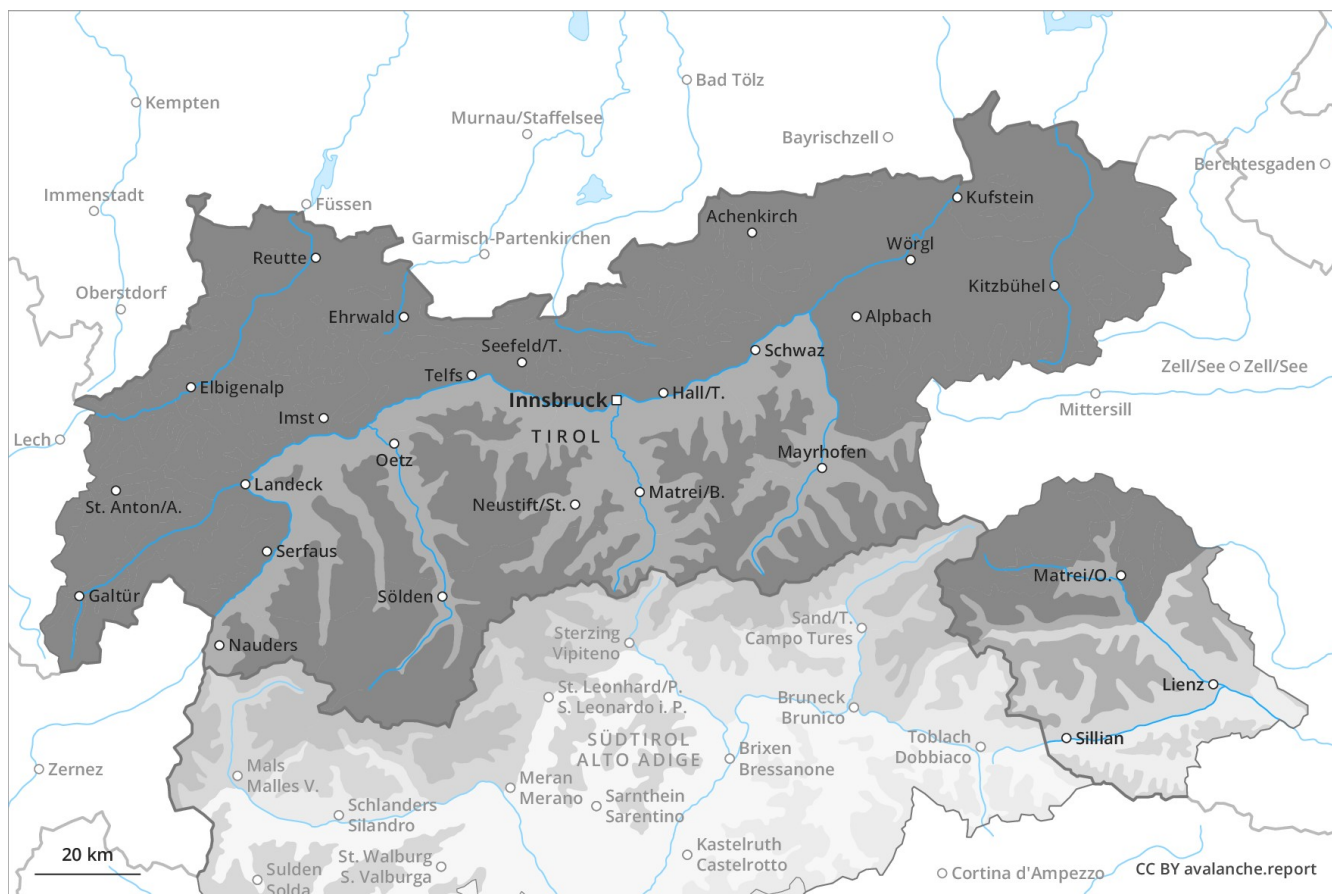 Kempten
Bad Tölz
Murnau/Staffelsee
Bayrischzell
Berchtesgaden
Immenstadt
Füssen
Kufstein
Achenkirch
Garmisch-Partenkirchen
Wörgl
Reutte
Kitzbühel
Oberstdorf
Ehrwald
Alpbach
Seefeld/T.
Schwaz
Zell/See
Zell/See
Telfs
Elbigenalp
Innsbruck
Hall/T.
Mittersill
Imst
TIROL
Lech
Oetz
Mayrhofen
Landeck
Matrei/B.
St. Anton/A.
Neustift/St.
Serfaus
Matrei/O.
Galtür
Sölden
Sand/T.
Campo Tures
Sterzing
Vipiteno
Nauders
Lienz
St. Leonhard/P.
S. Leonardo i. P.
Bruneck
Brunico
SÜDTIROL
ALTO ADIGE
Sillian
Toblach
Dobbiaco
Brixen
Bressanone
Zernez
Mals
Malles V.
Meran
Merano
Sarnthein
Sarentino
Schlanders
Silandro
Kastelruth
Castelrotto
20 km
St. Walburg
S. Valburga
Sulden
Solda
Cortina d'Ampezzo
CC BY avalanche.report